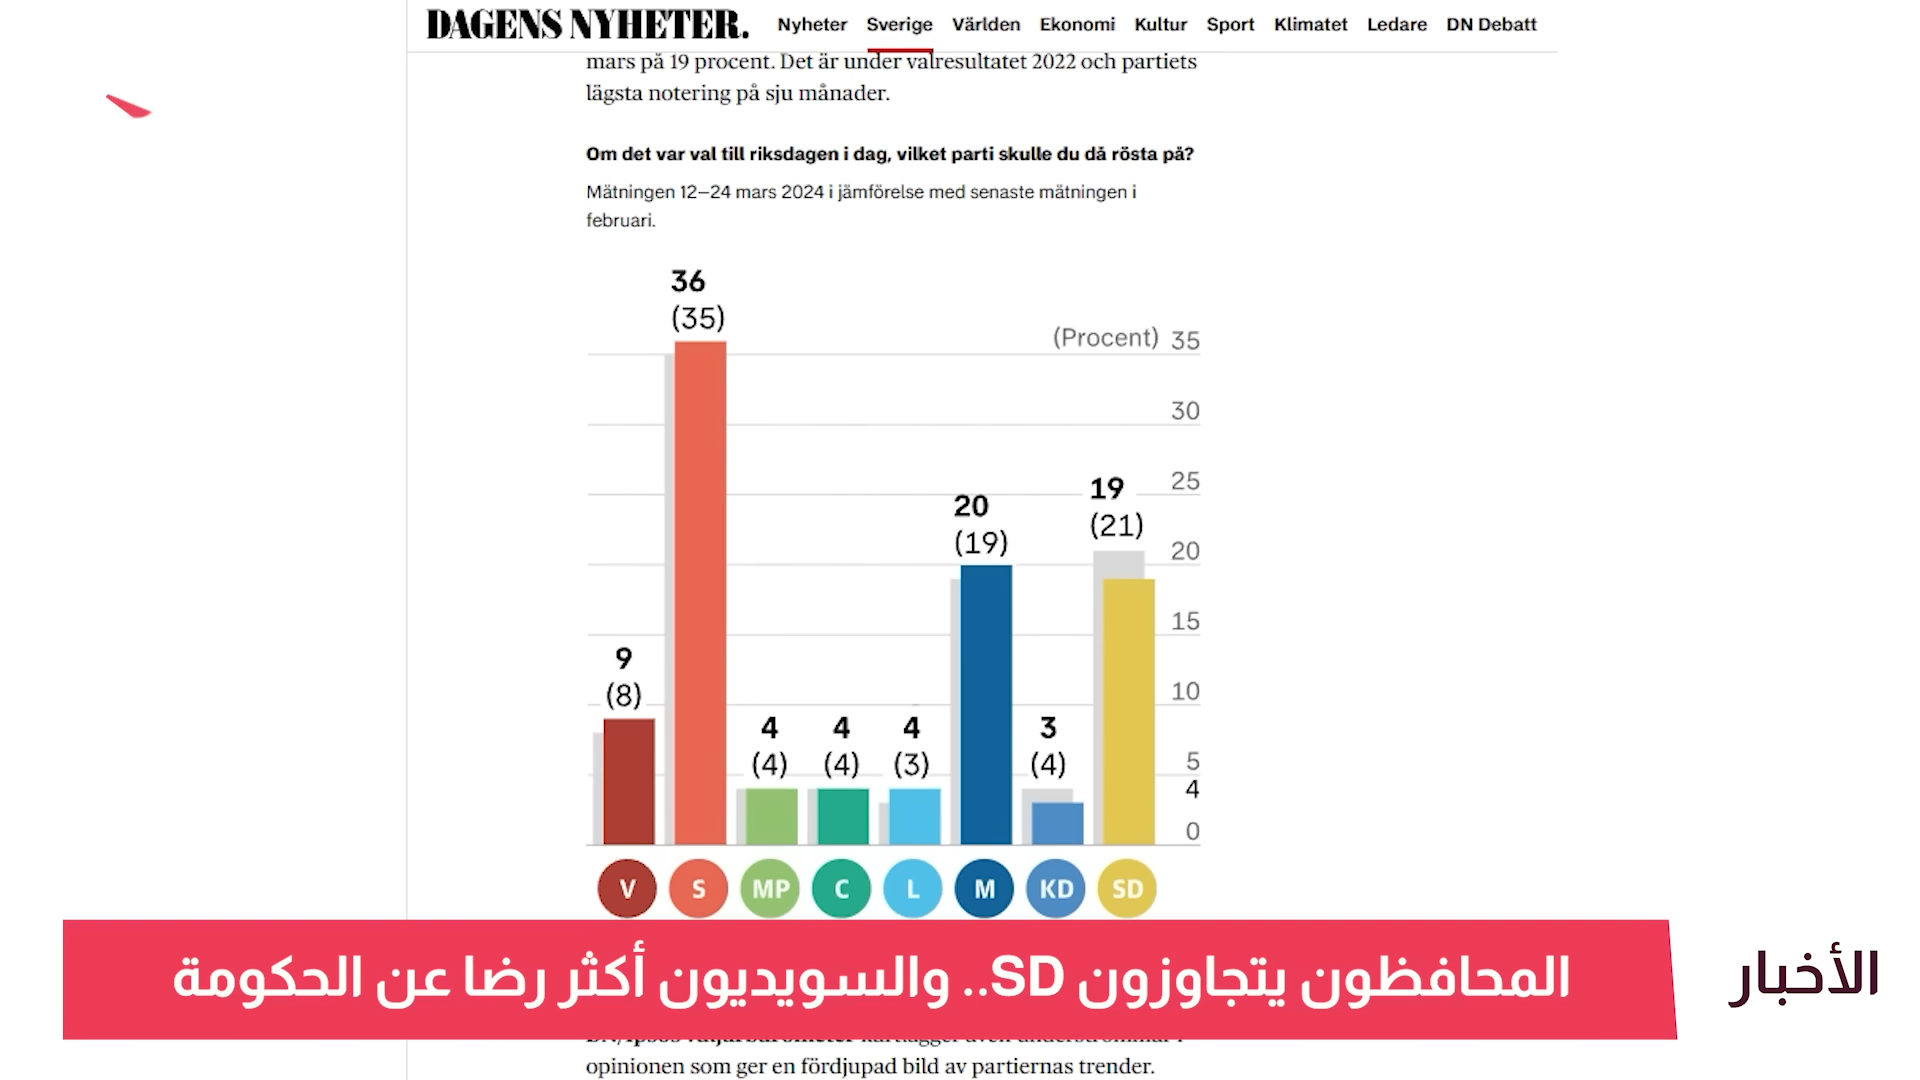 DAGENS NYHETER.
Nyheter Sverige Världen Ekonomi Kultur Sport Klimatet Ledare DN Debatt
mars på 19 procent. Det är under valresultatet 2022 och partiets
lägsta notering på sju månader.
Om det var val till riksdagen i dag, vilket parti skulle du då rösta på?
Mätningen 12–24 mars 2024 i jämförelse med senaste mätningen i
februari.
(Procent) 35
30
25
20
15
10
5
4
0
9
(8)
36
(35)
4
(4)
4
(4)
4
(3)
20
(19)
3
(4)
19
(21)
V S MP C L M KD SD
المحافظون يتجاوزون SD.. والسويديون أكثر رضا عن الحكومة
الأخبار
opinionen som ger en fördjupad bild av partiernas trender.